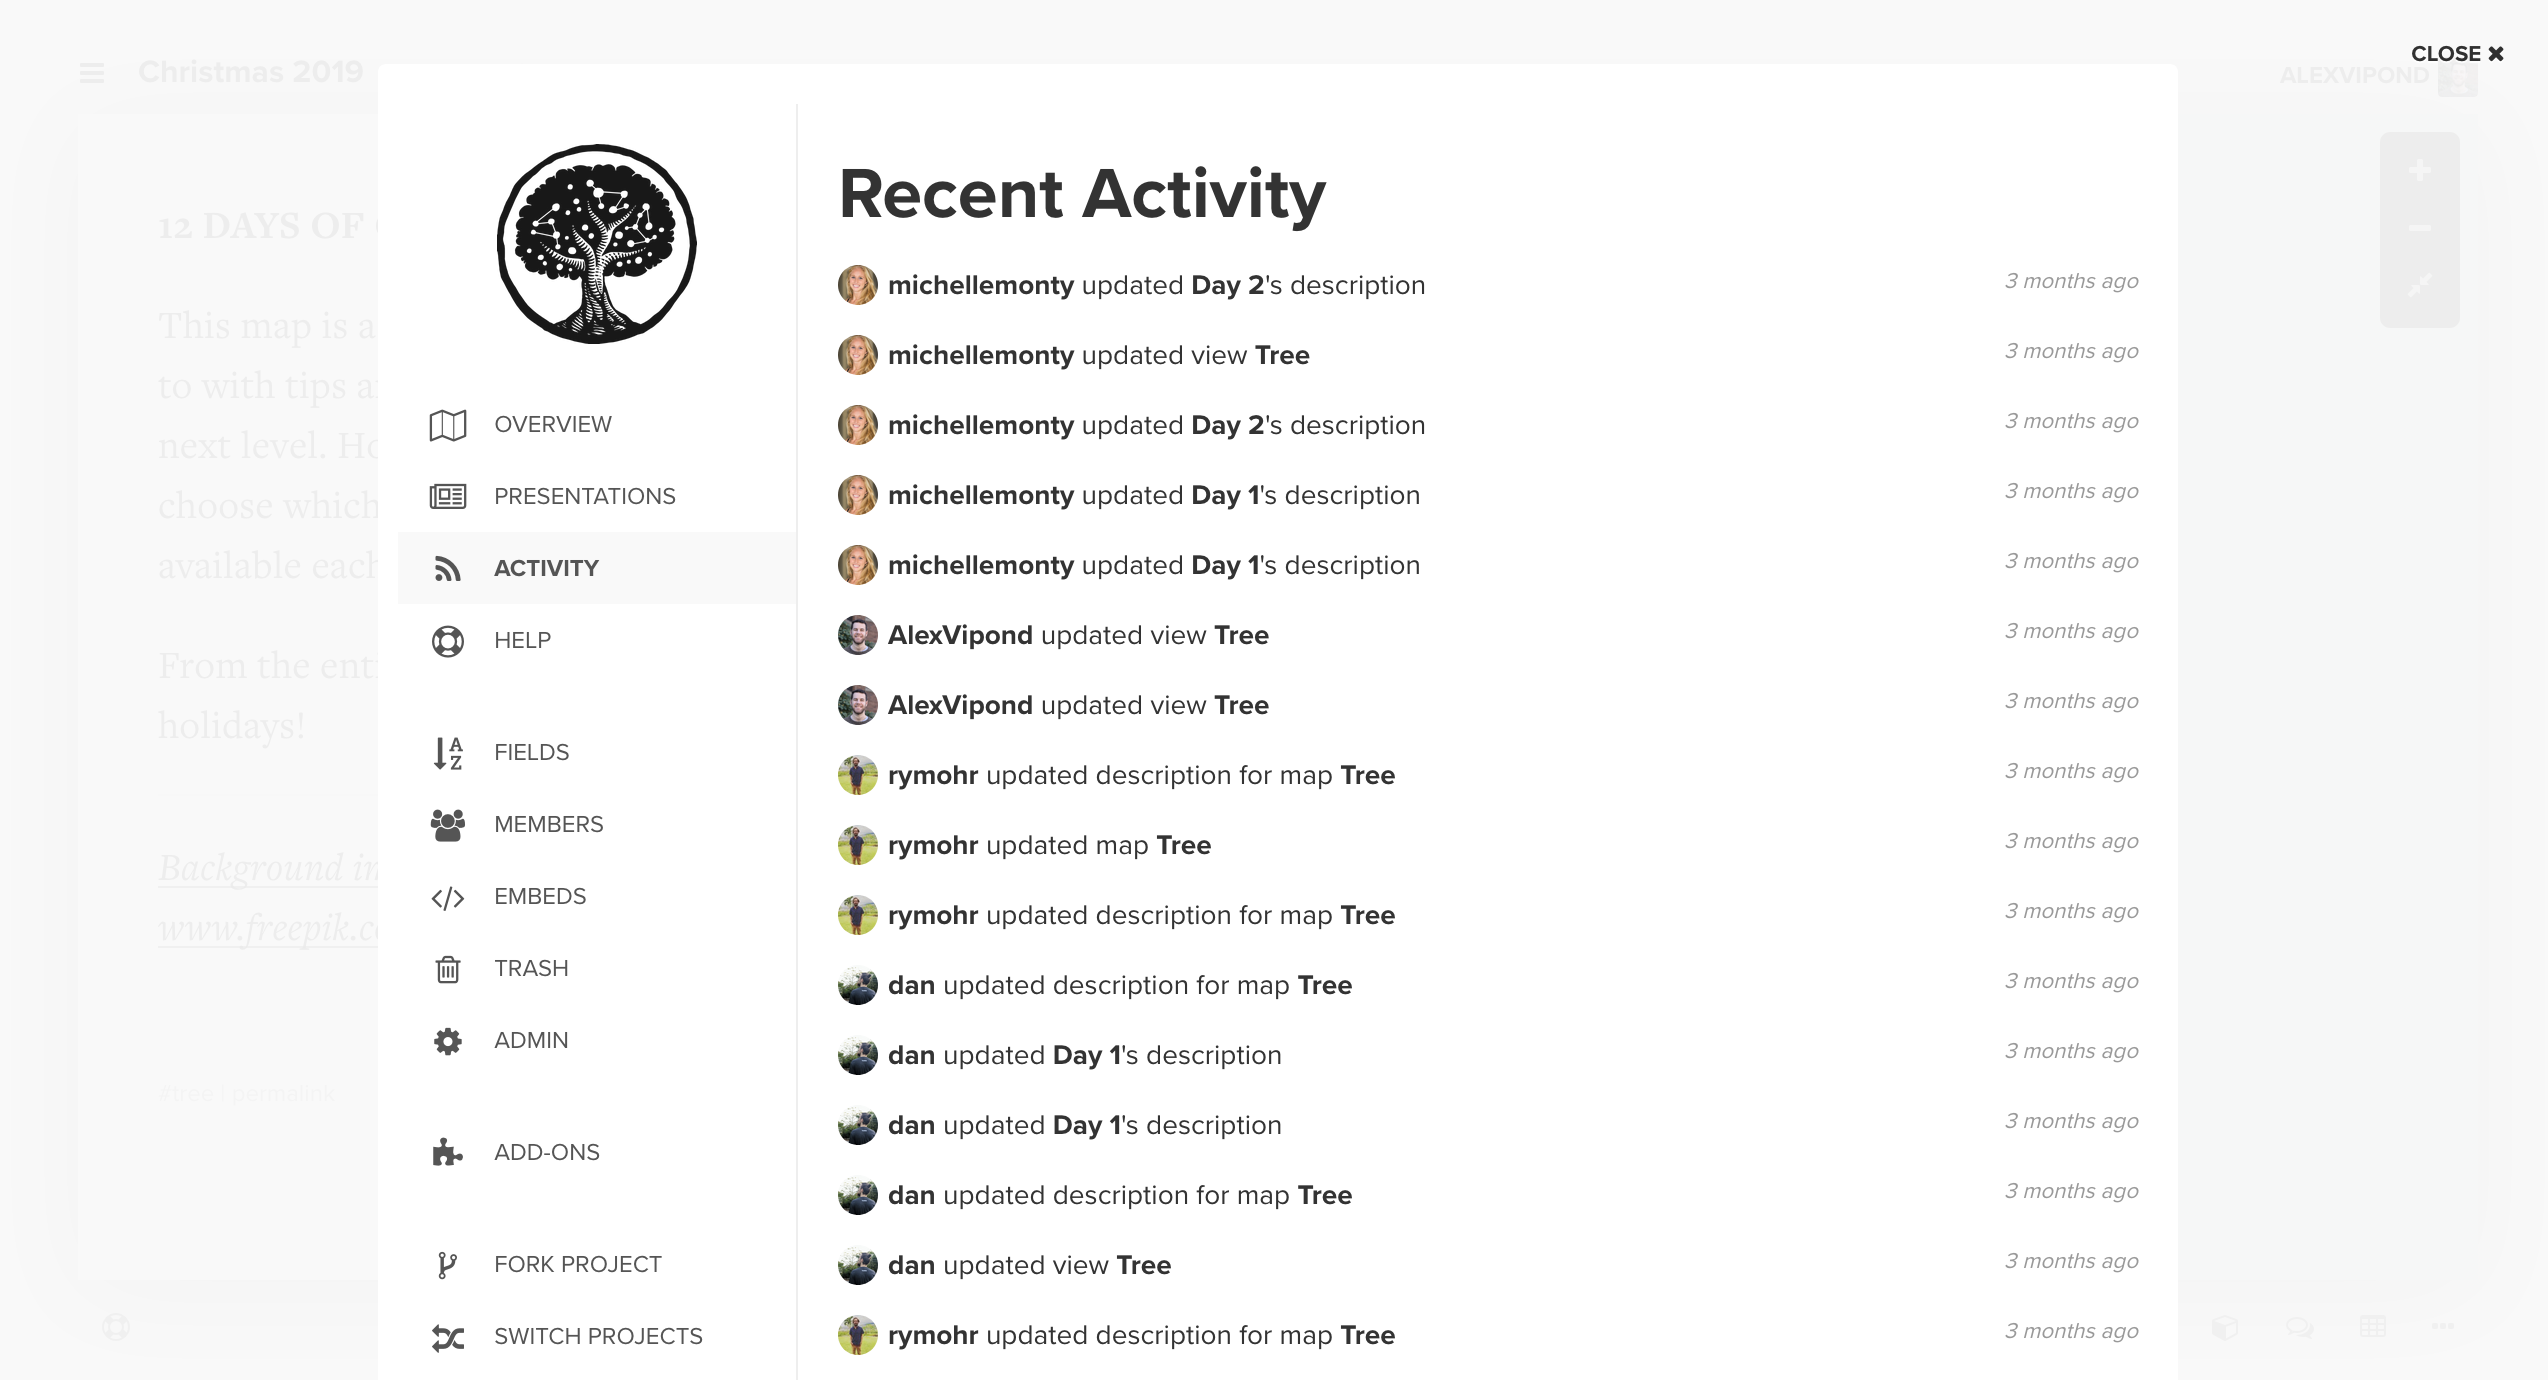 CLOSE ✖
Christmas 2019
ALEXVIPOND
12 DAYS OF
This map is a
to with tips
next level.
choose which
available each
From the
holidays!
Background
www.freepik.
#tree | permalink
OVERVIEW
PRESENTATIONS
ACTIVITY
HELP
FIELDS
MEMBERS
EMBEDS
TRASH
ADMIN
ADD-ONS
FORK PROJECT
SWITCH PROJECTS
Recent Activity
michellemonty updated Day 2's description 3 months ago
michellemonty updated view Tree 3 months ago
michellemonty updated Day 2's description 3 months ago
michellemonty updated Day 1's description 3 months ago
michellemonty updated Day 1's description 3 months ago
AlexVipond updated view Tree 3 months ago
AlexVipond updated view Tree 3 months ago
rymohr updated description for map Tree 3 months ago
rymohr updated map Tree 3 months ago
rymohr updated description for map Tree 3 months ago
dan updated description for map Tree 3 months ago
dan updated Day 1's description 3 months ago
dan updated Day 1's description 3 months ago
dan updated description for map Tree 3 months ago
dan updated view Tree 3 months ago
rymohr updated description for map Tree 3 months ago